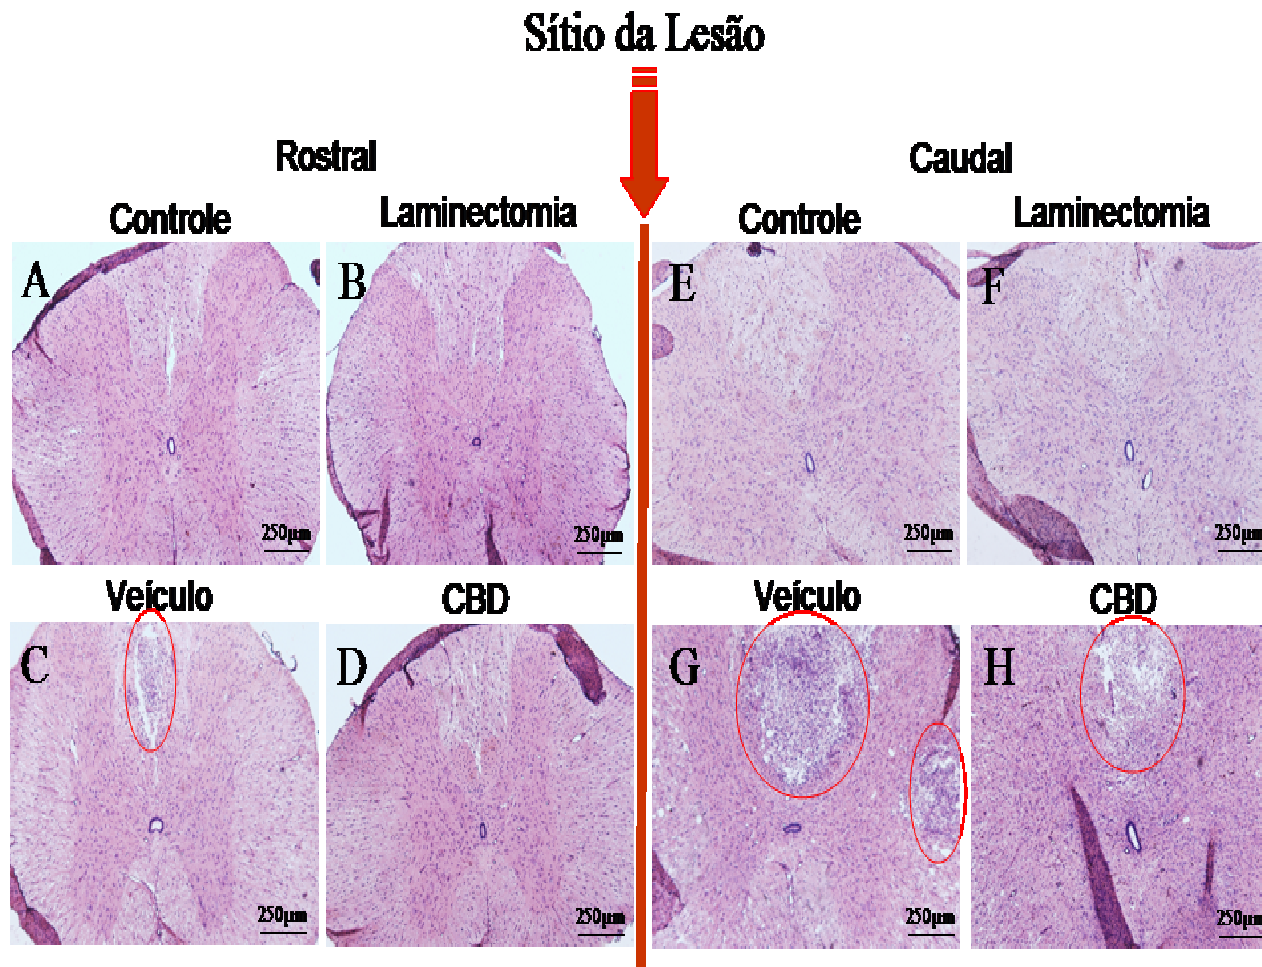 Sítio da Lesão
Rostral
Caudal
Controle
Laminectomia
Controle
Laminectomia
A
B
E
F
250µm
250µm
250µm
250µm
Veículo
CBD
Veículo
CBD
C
D
G
H
250µm
250µm
250µm
250µm